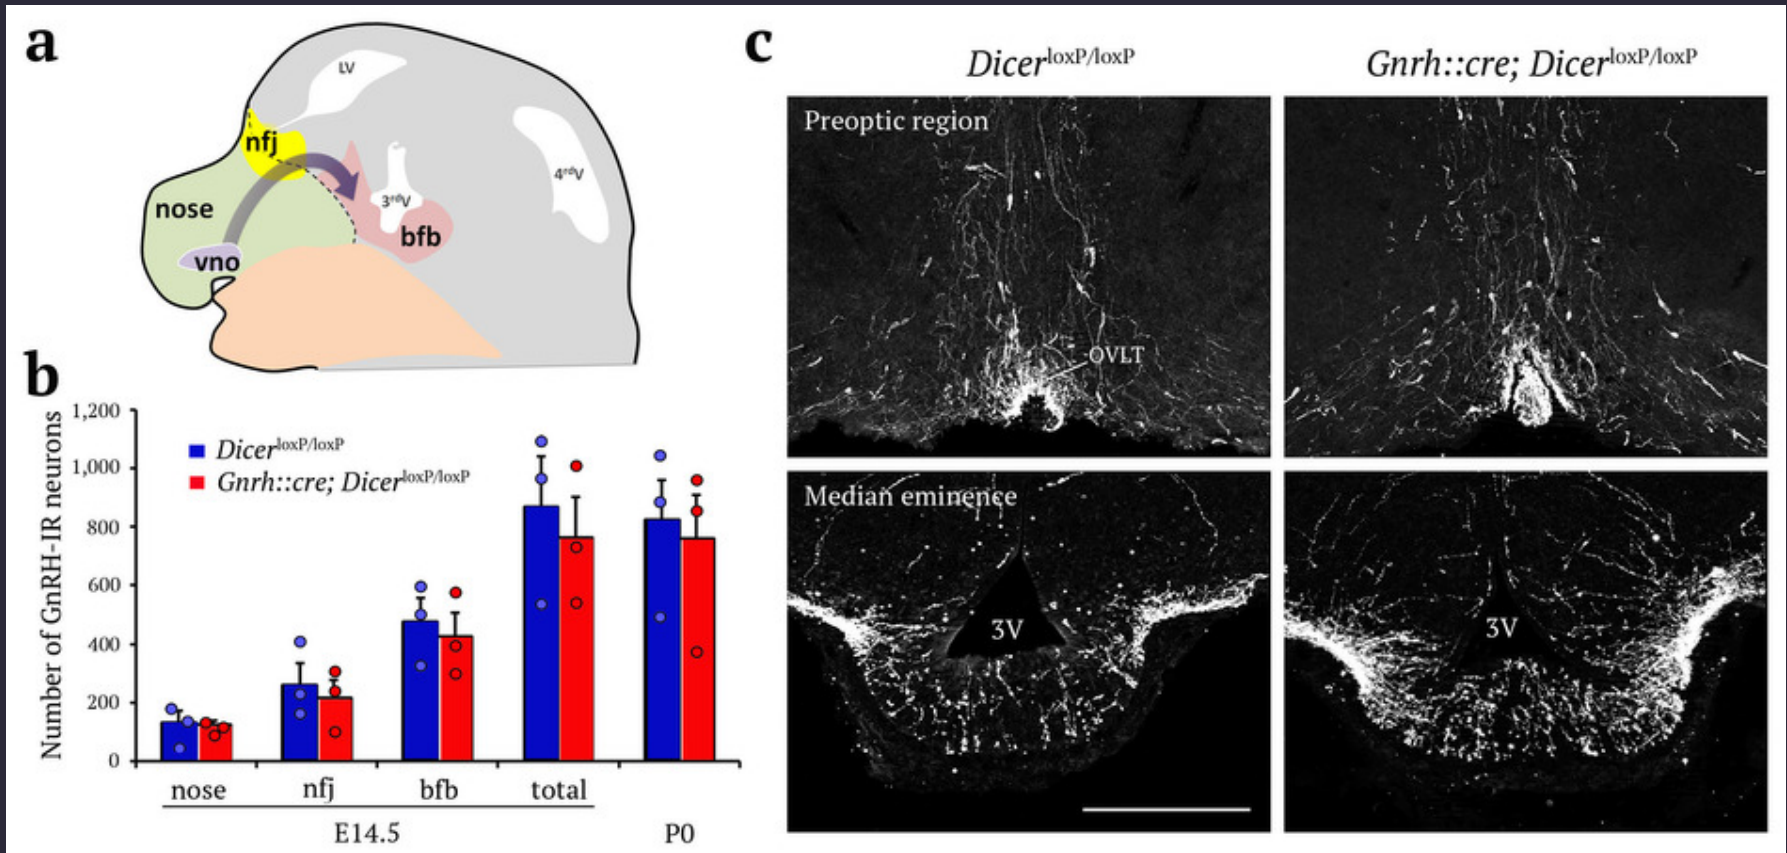 a
LV
nfj
nose
vno
3rdV
bfb
4rdV
b
Number of GnRH-IR neurons
1,200
1,000
800
600
400
200
0
DicerloxP/loxP
Gnrh::cre; DicerloxP/loxP
nose nfj bfb total
E14.5 P0
c
DicerloxP/loxP Gnrh::cre; DicerloxP/loxP
Preoptic region
OVLT
Median eminence
3V 3V